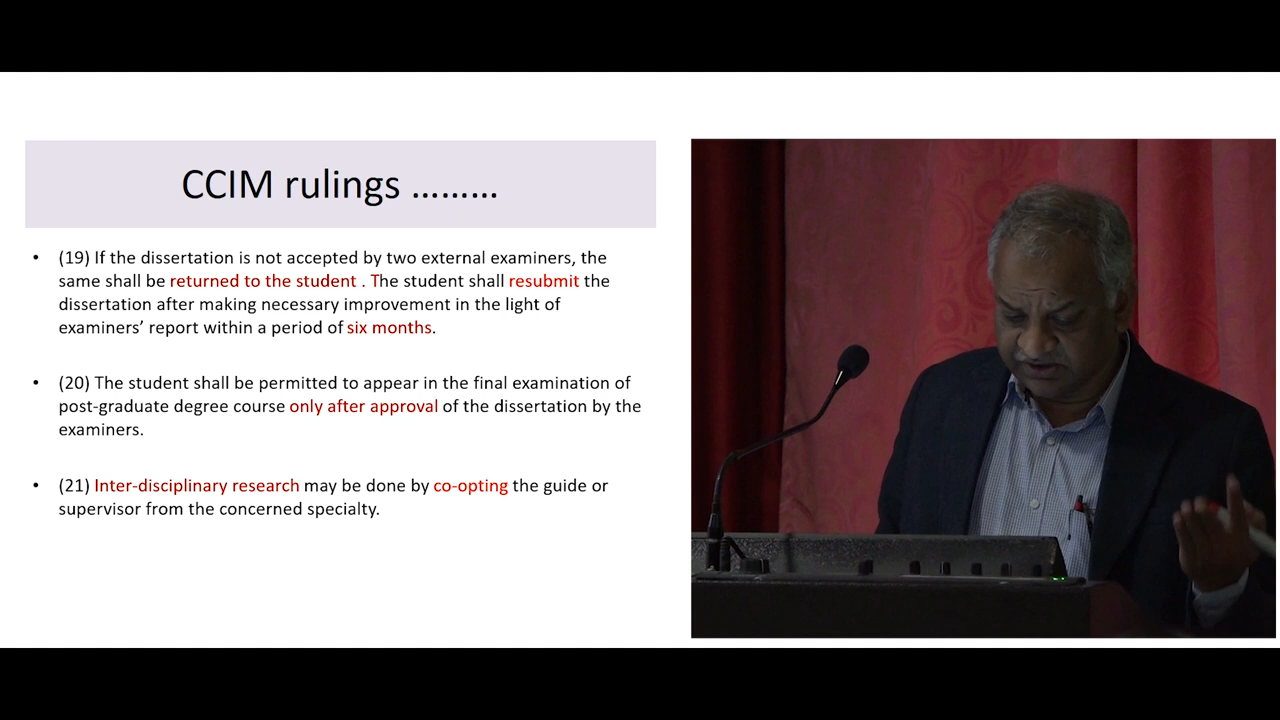 CCIM rulings .........
• (19) If the dissertation is not accepted by two external examiners, the
same shall be returned to the student . The student shall resubmit the
dissertation after making necessary improvement in the light of
examiners’ report within a period of six months.
• (20) The student shall be permitted to appear in the final examination of
post-graduate degree course only after approval of the dissertation by the
examiners.
• (21) Inter-disciplinary research may be done by co-opting the guide or
supervisor from the concerned specialty.